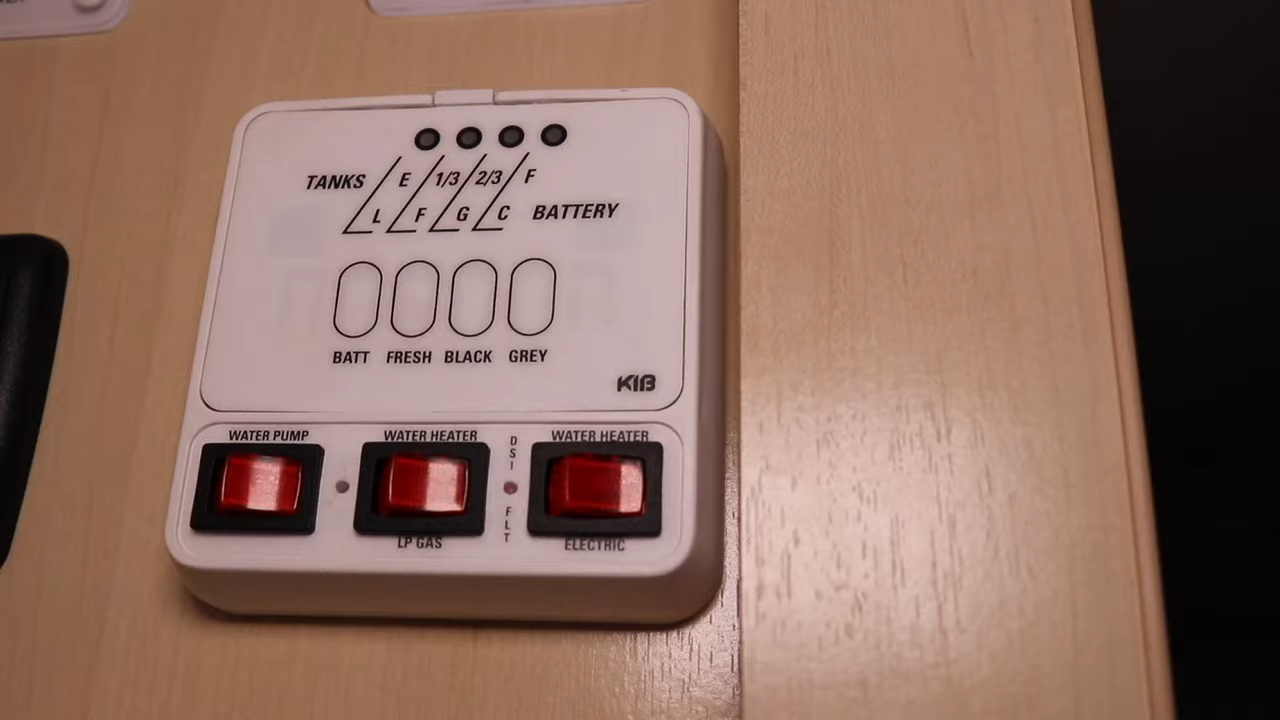 TANKS E 1/3 2/3 F
L F G C BATTERY
BATT FRESH BLACK GREY
KIB
WATER PUMP WATER HEATER DSI WATER HEATER
LP GAS FLT ELECTRIC